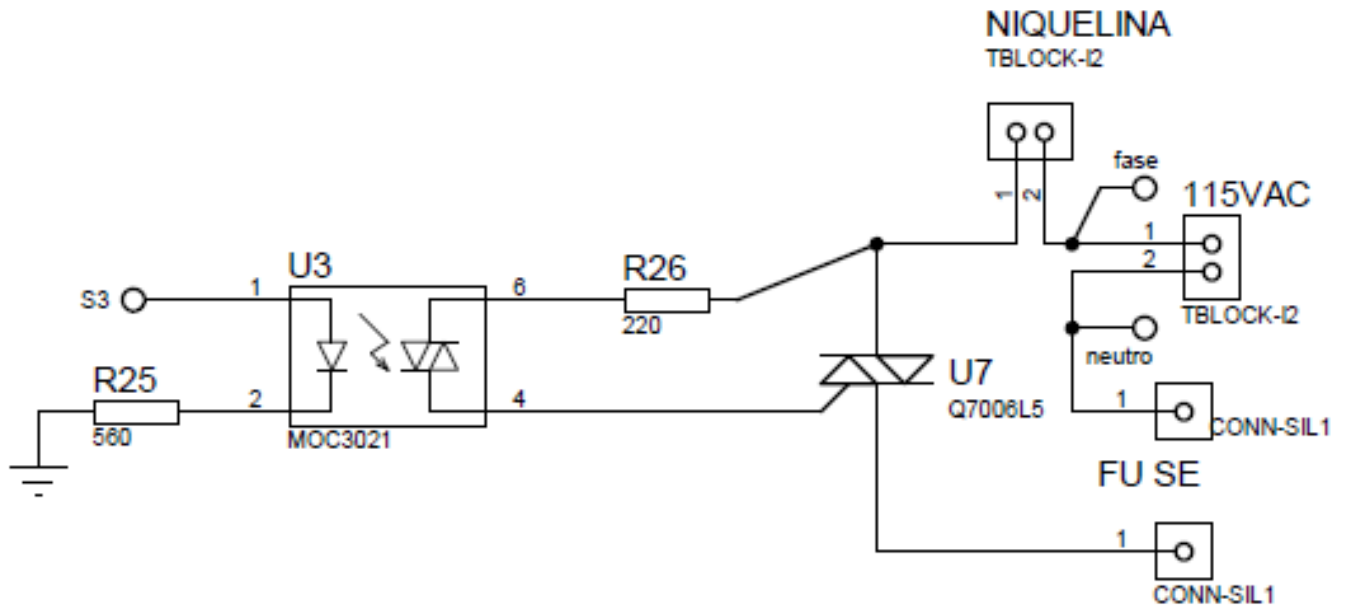 NIQUELINA
TBLOCK-I2
1
2
fase
115VAC
1
2
TBLOCK-I2
neutro
U3
S3
1
6
R26
220
R25
560
2
4
MOC3021
U7
Q7006L5
1
CONN-SIL1
FU SE
1
CONN-SIL1